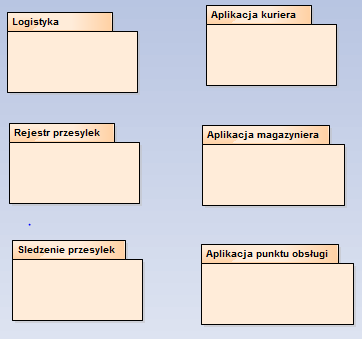 Logistyka
Aplikacja kuriera
Rejestr przesylek
Aplikacja magazyniera
Sledzenie przesylek
Aplikacja punktu obsługi